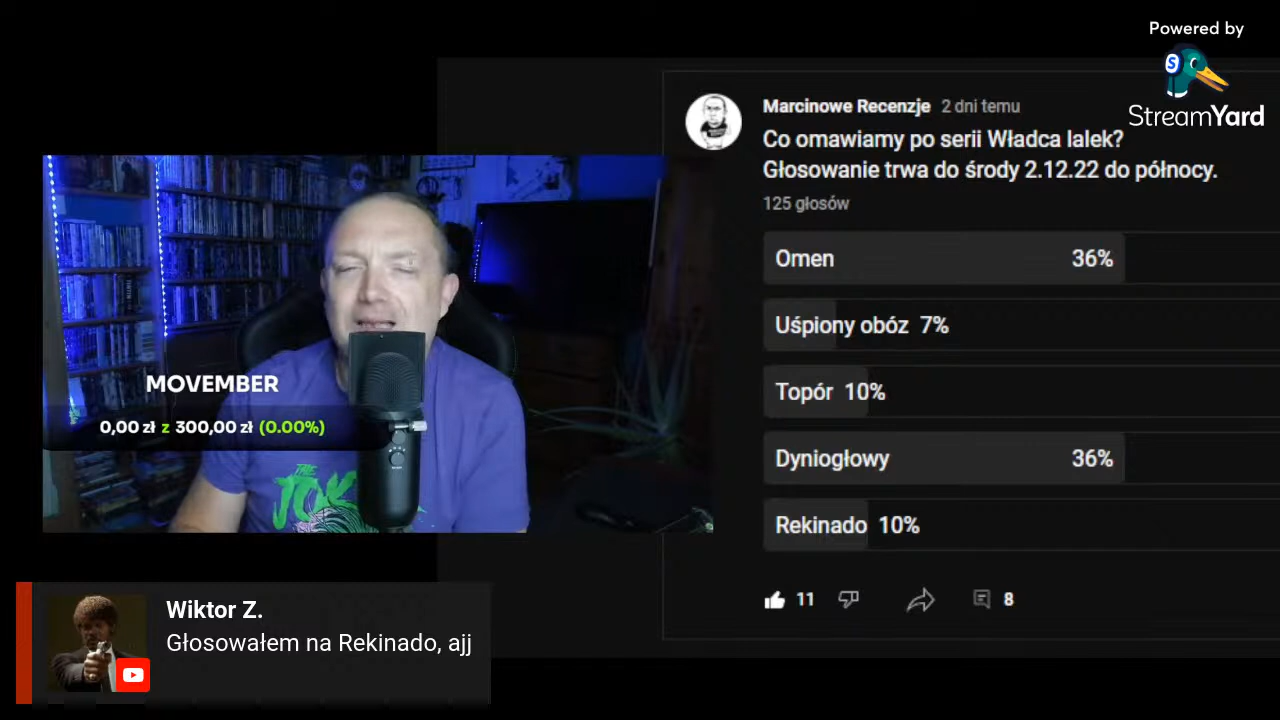 Powered by
StreamYard
Marcinowe Recenzje 2 dni temu
Co omawiamy po serii Władca lalek?
Głosowanie trwa do środy 2.12.22 do północy.
125 głosów
Omen 36%
Uśpiony obóz 7%
Topór 10%
Dyniogłowy 36%
Rekinado 10%
11
8
MOVEMBER
0,00 zł z 300,00 zł (0.00%)
THE
Wiktor Z.
Głosowałem na Rekinado, ajj